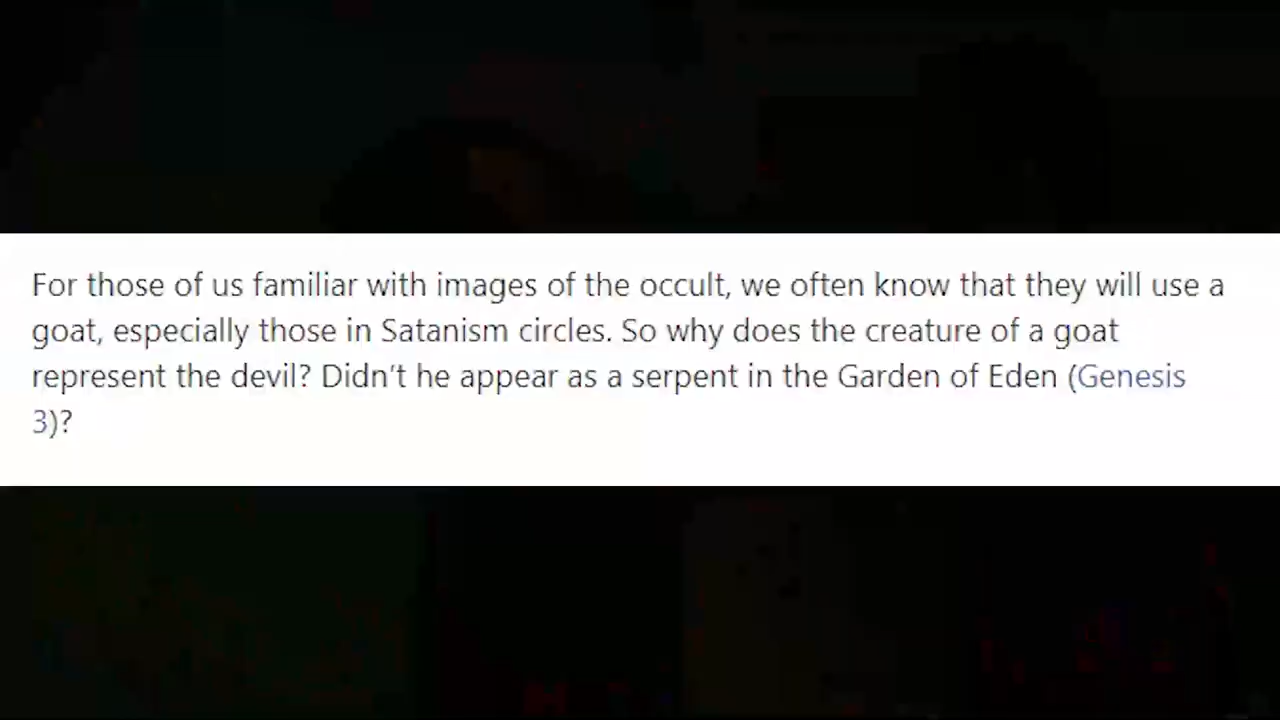 For those of us familiar with images of the occult, we often know that they will use a
goat, especially those in Satanism circles. So why does the creature of a goat
represent the devil? Didn't he appear as a serpent in the Garden of Eden (Genesis
3)?